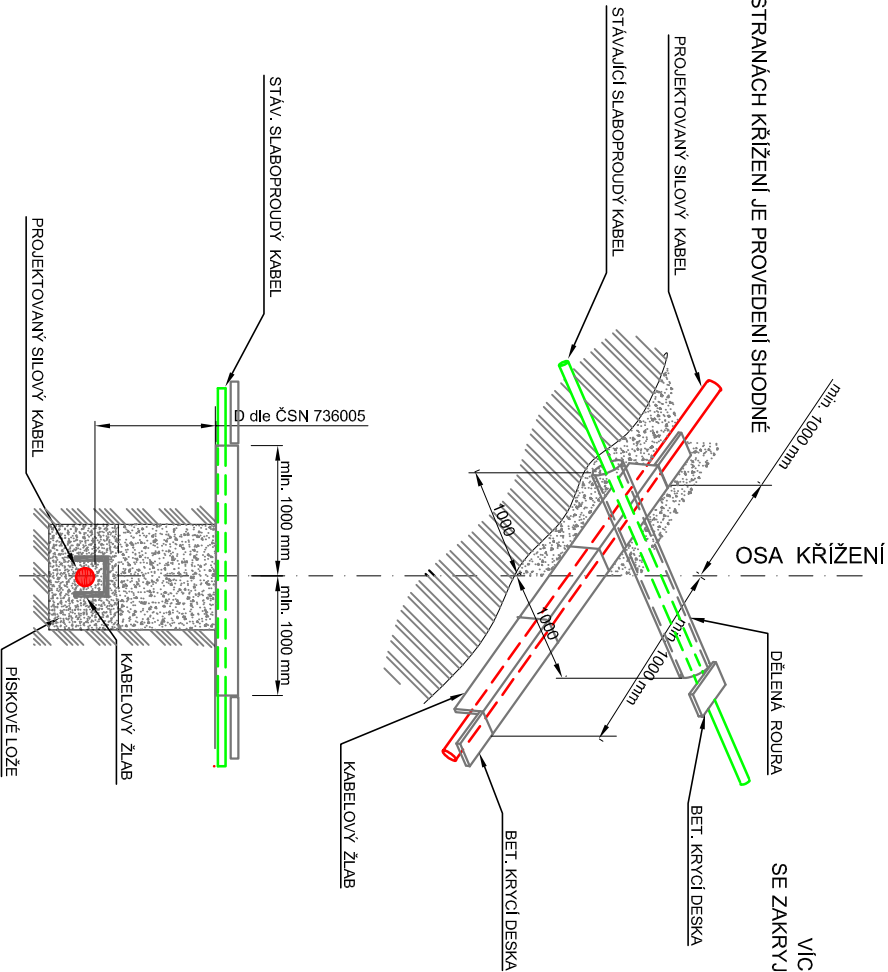 STRANÁCH KŘÍŽENÍ JE PROVEDENÍ SHODNÉ
VÍC
SE ZAKRYJ
PROJEKTOVANÝ SILOVÝ KABEL
STÁVAJÍCÍ SLABOPROUDÝ KABEL
min. 1000 mm
OSA KŘÍŽENÍ
1000
1000
min. 1000 mm
DĚLENÁ ROURA
BET. KRYCÍ DESKA
BET. KRYCÍ DESKA
KABELOVÝ ŽLAB
STÁV. SLABOPROUDÝ KABEL
D dle ČSN 736005
min. 1000 mm
min. 1000 mm
PROJEKTOVANÝ SILOVÝ KABEL
KABELOVÝ ŽLAB
PÍSKOVÉ LOŽE